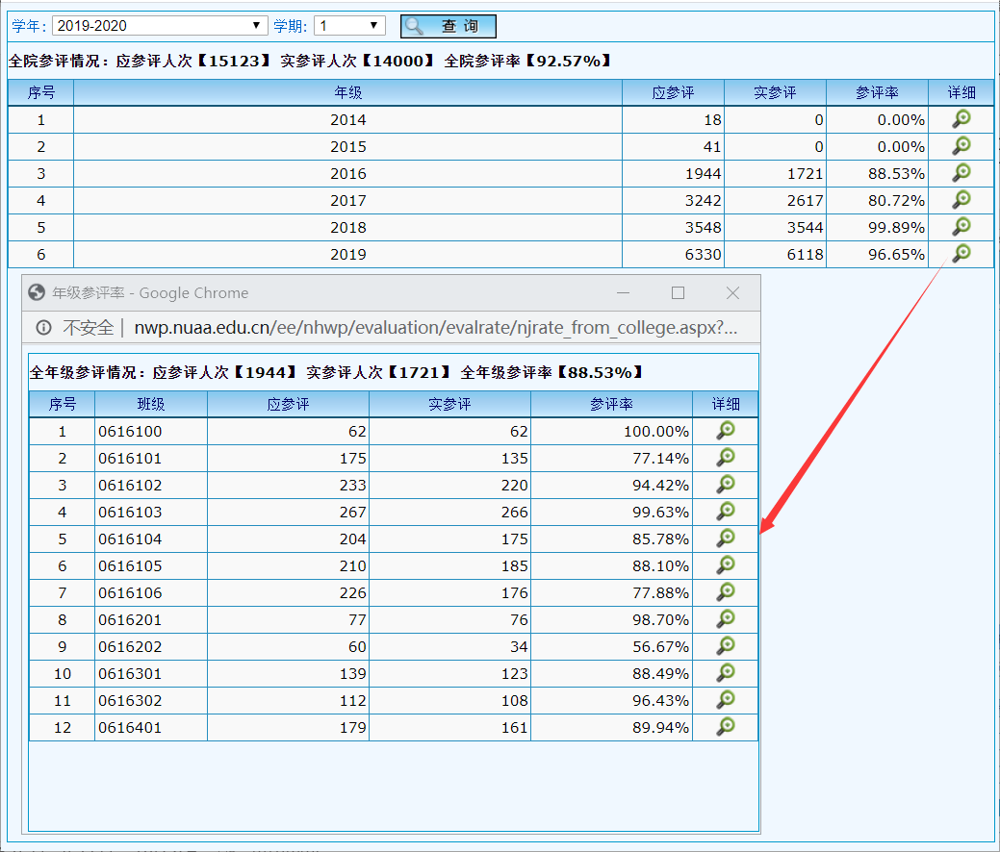 学年: 2019-2020 学期: 1 查 询
全院参评情况：应参评人次【15123】 实参评人次【14000】 全院参评率【92.57%】
序号 年级 应参评 实参评 参评率 详细
1 2014 18 0 0.00%
2 2015 41 0 0.00%
3 2016 1944 1721 88.53%
4 2017 3242 2617 80.72%
5 2018 3548 3544 99.89%
6 2019 6330 6118 96.65%
年级参评率 - Google Chrome
不安全 | nwp.nuaa.edu.cn/ee/nhwp/evaluation/evalrate/njrate_from_college.aspx?...
全年级参评情况：应参评人次【1944】 实参评人次【1721】 全年级参评率【88.53%】
序号 班级 应参评 实参评 参评率 详细
1 0616100 62 62 100.00%
2 0616101 175 135 77.14%
3 0616102 233 220 94.42%
4 0616103 267 266 99.63%
5 0616104 204 175 85.78%
6 0616105 210 185 88.10%
7 0616106 226 176 77.88%
8 0616201 77 76 98.70%
9 0616202 60 34 56.67%
10 0616301 139 123 88.49%
11 0616302 112 108 96.43%
12 0616401 179 161 89.94%